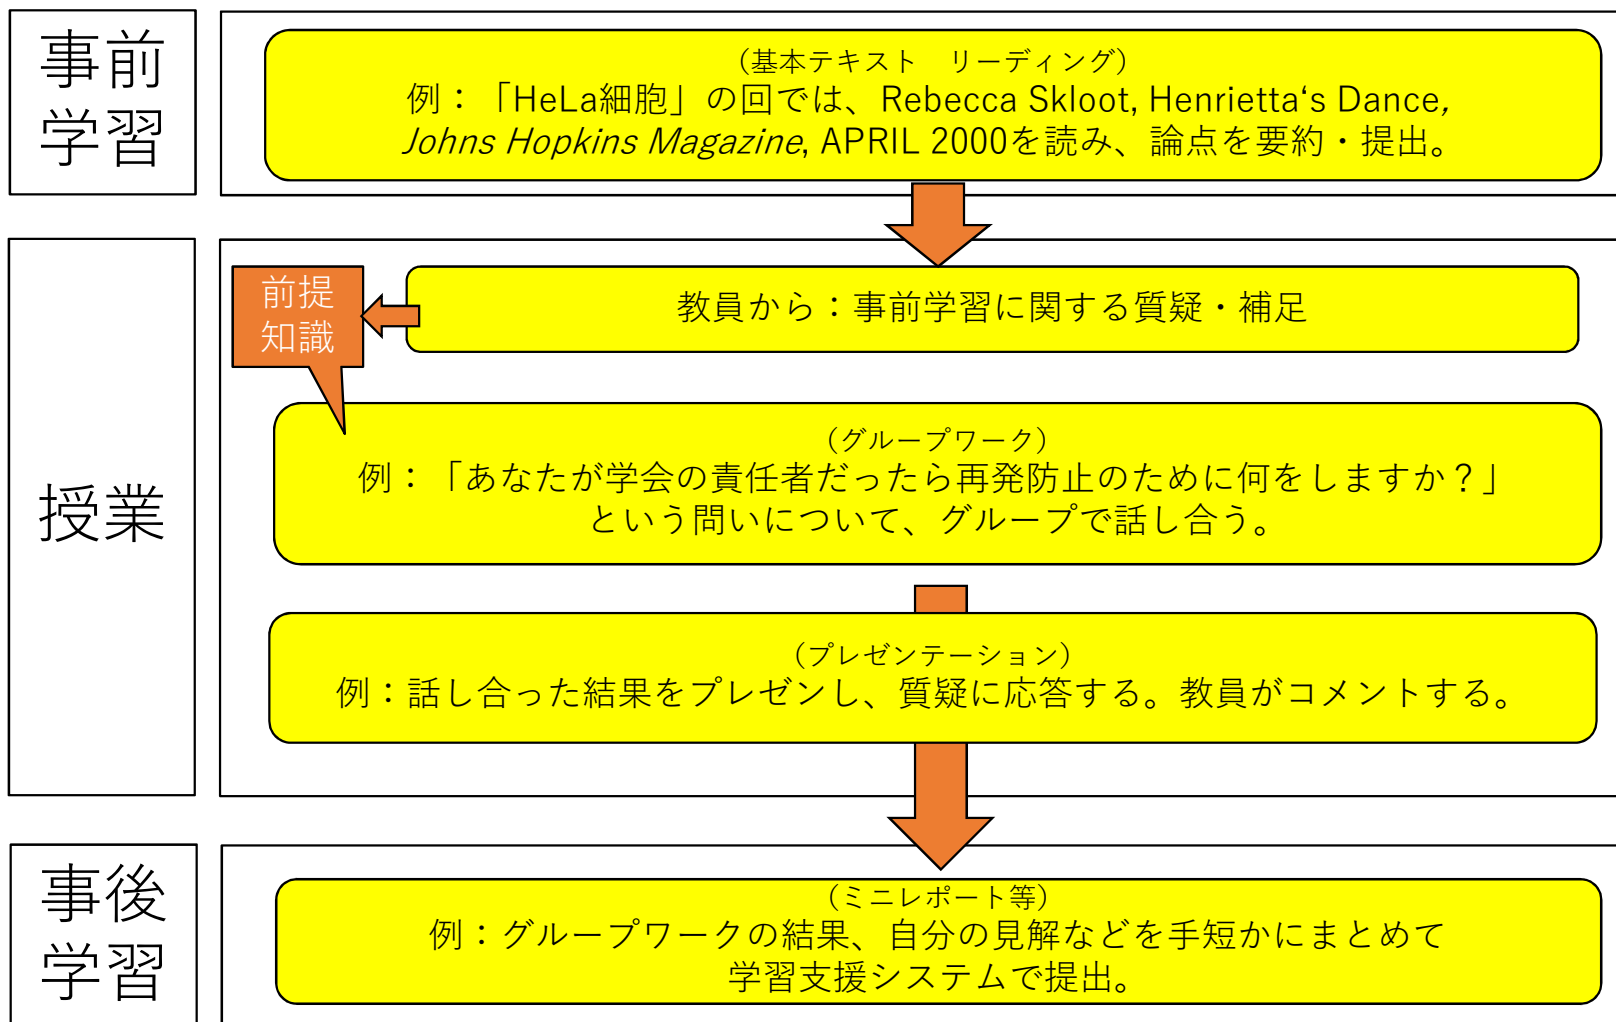 事前
学習
(基本テキスト　リーディング)
例：「HeLa細胞」の回では、Rebecca Skloot, Henrietta‘s Dance,
Johns Hopkins Magazine, APRIL 2000を読み、論点を要約・提出。
授業
前提
知識
教員から：事前学習に関する質疑・補足
(グループワーク)
例：「あなたが学会の責任者だったら再発防止のために何をしますか？」
という問いについて、グループで話し合う。
(プレゼンテーション)
例：話し合った結果をプレゼンし、質疑に応答する。教員がコメントする。
事後
学習
(ミニレポート等)
例：グループワークの結果、自分の見解などを手短かにまとめて
学習支援システムで提出。